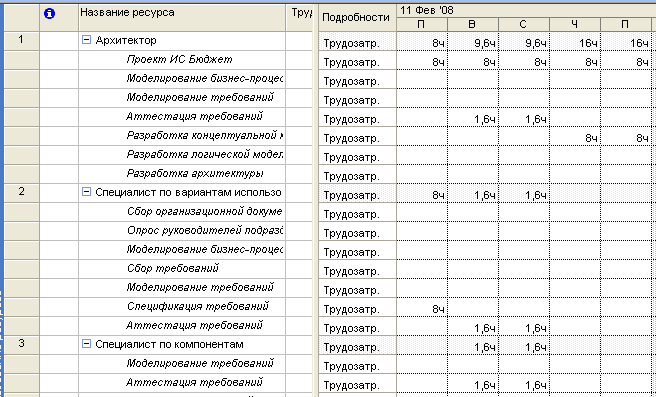 Название ресурса Тру Подробности 11 Фев '08
П В С Ч П
1 Архитектор Трудозатр. 8ч 9,6ч 9,6ч 16ч 16ч
Проект ИС Бюджет Трудозатр. 8ч 8ч 8ч 8ч 8ч
Моделирование бизнес-процес Трудозатр.
Моделирование требований Трудозатр.
Аттестация требований Трудозатр. 1,6ч 1,6ч
Разработка концептуальной м Трудозатр. 8ч 8ч
Разработка логической модел. Трудозатр.
Разработка архитектуры Трудозатр.
2 Специалист по вариантам использо Трудозатр. 8ч 1,6ч 1,6ч
Сбор организационной докуме Трудозатр.
Опрос руководителей подразд Трудозатр.
Моделирование бизнес-процес Трудозатр.
Сбор требований Трудозатр.
Моделирование требований Трудозатр.
Спецификация требований Трудозатр. 8ч
Аттестация требований Трудозатр. 1,6ч 1,6ч
3 Специалист по компонентам Трудозатр. 1,6ч 1,6ч
Моделирование требований Трудозатр.
Аттестация требований Трудозатр. 1,6ч 1,6ч